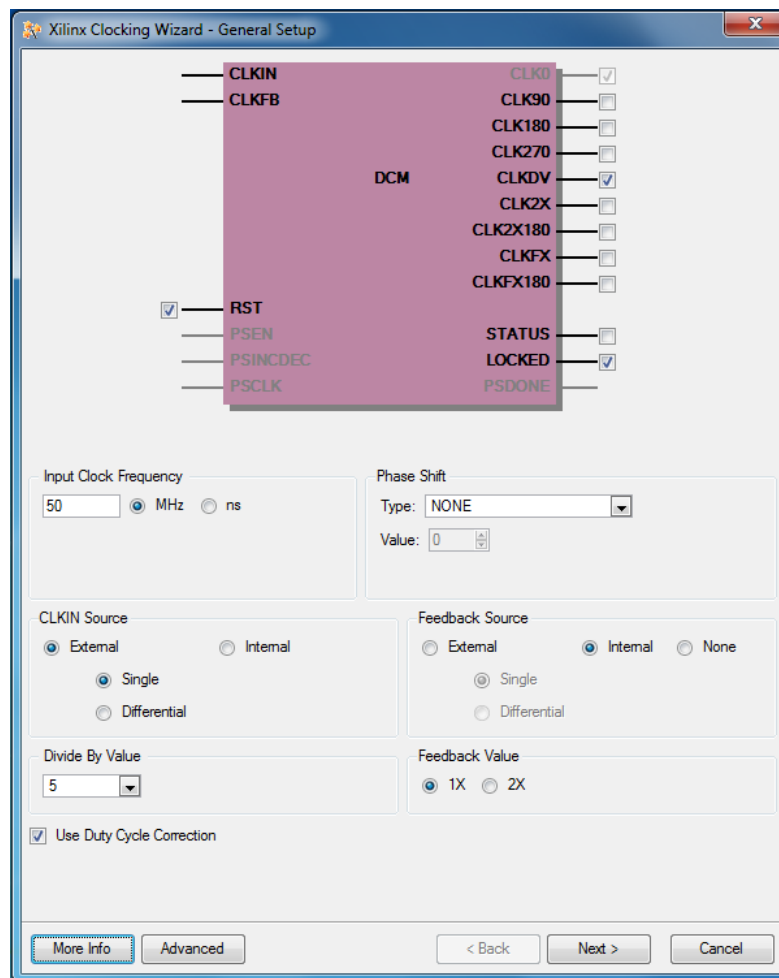 Xilinx Clocking Wizard - General Setup
CLKIN CLK0
CLKFB CLK90
CLK180
CLK270
DCM CLKDV
CLK2X
CLK2X180
CLKFX
CLKFX180
RST
PSEN STATUS
PSINCDEC LOCKED
PSCLK PSDONE
Input Clock Frequency Phase Shift
50 MHz ns Type: NONE
Value: 0
CLKIN Source Feedback Source
External Internal External Internal None
Single Single
Differential Differential
Divide By Value Feedback Value
5 1X 2X
Use Duty Cycle Correction
More Info Advanced < Back Next > Cancel